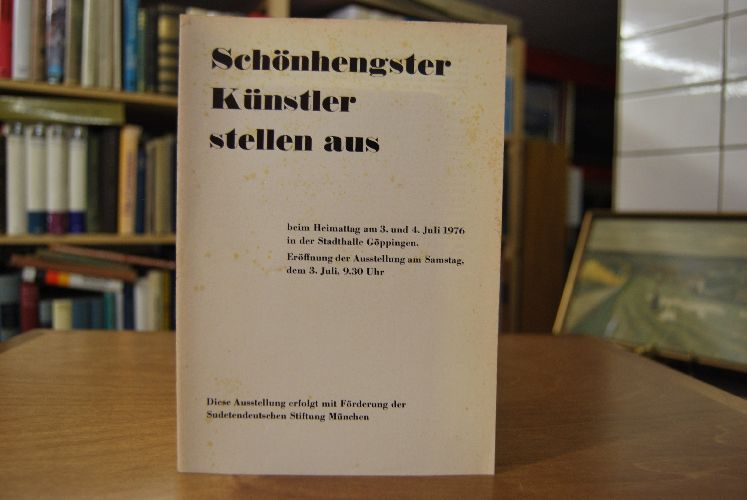 Schönhengster
Künstler
stellen aus
beim Heimattag am 3. und 4. Juli 1976
in der Stadthalle Göppingen.
Eröffnung der Ausstellung am Samstag,
dem 3. Juli, 9.30 Uhr
Diese Ausstellung erfolgt mit Förderung der
Sudetendeutschen Stiftung München